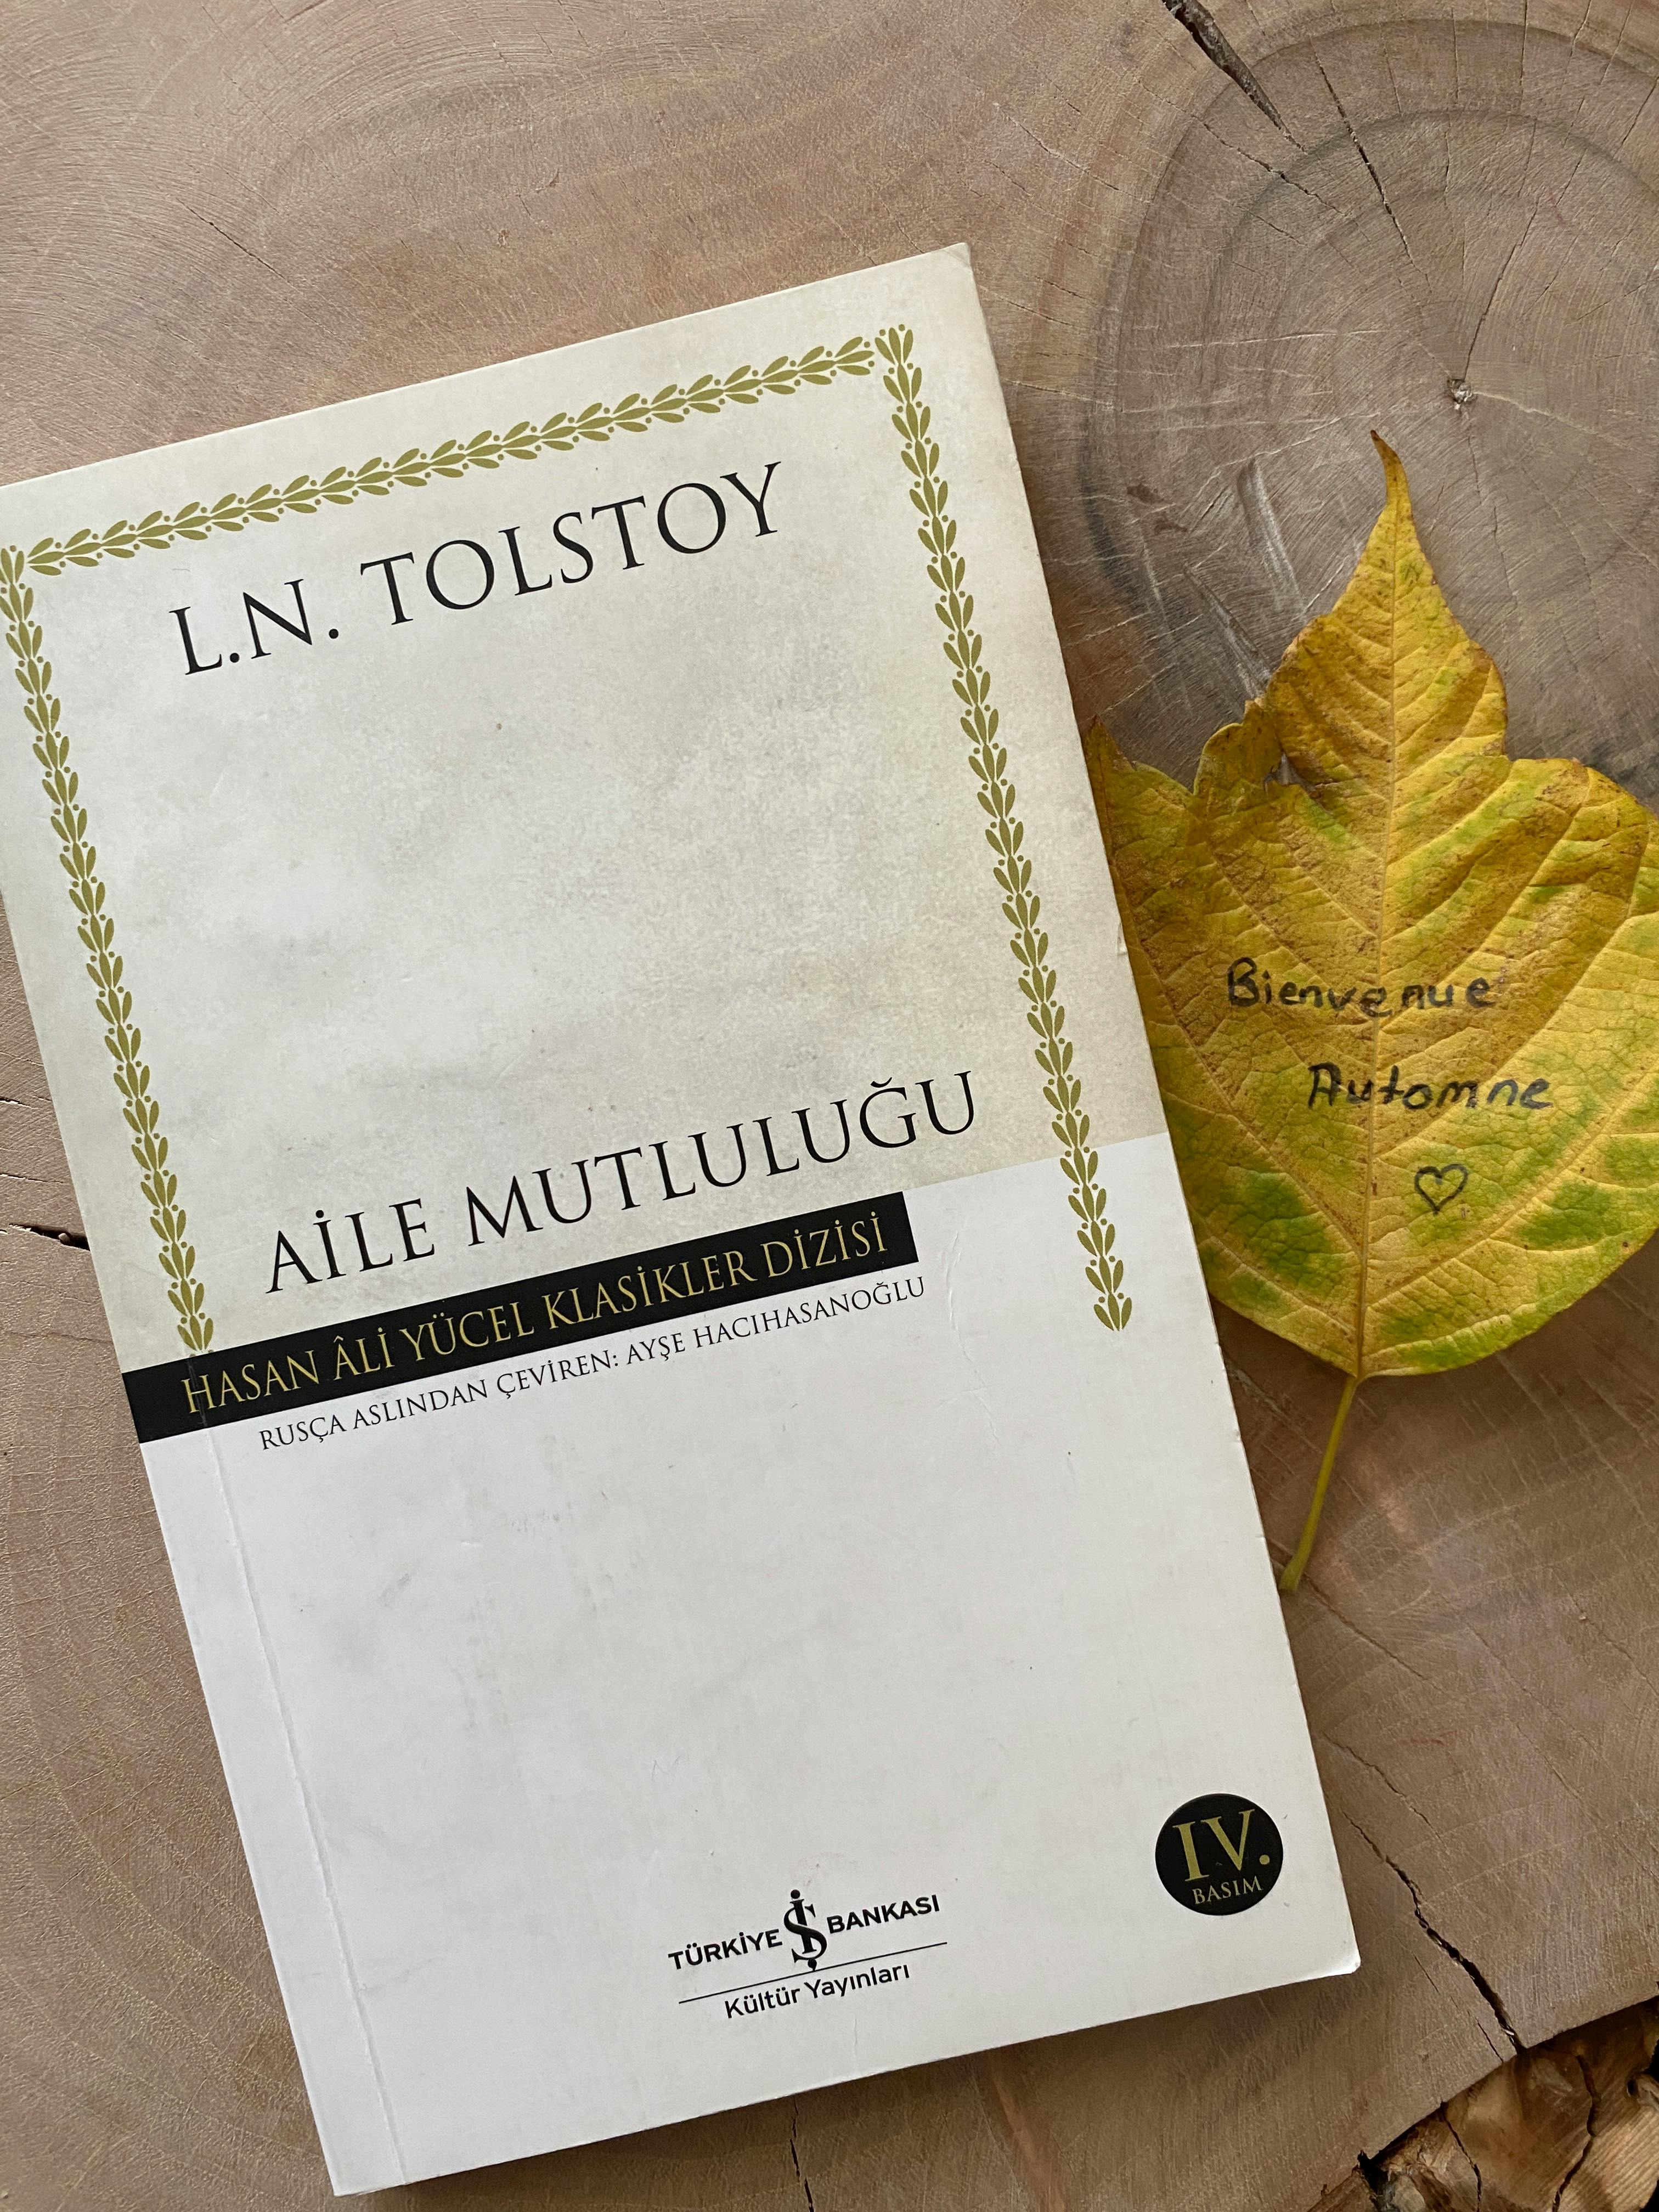 L.N. TOLSTOY
AİLE MUTLULUĞU
HASAN ÂLİ YÜCEL KLASİKLER DİZİSİ
RUSÇA ASLINDAN ÇEVİREN: AYŞE HACIHASANOĞLU
IV.
BASIM
TÜRKİYE İŞ BANKASI
Kültür Yayınları
Bienvenue
Automne